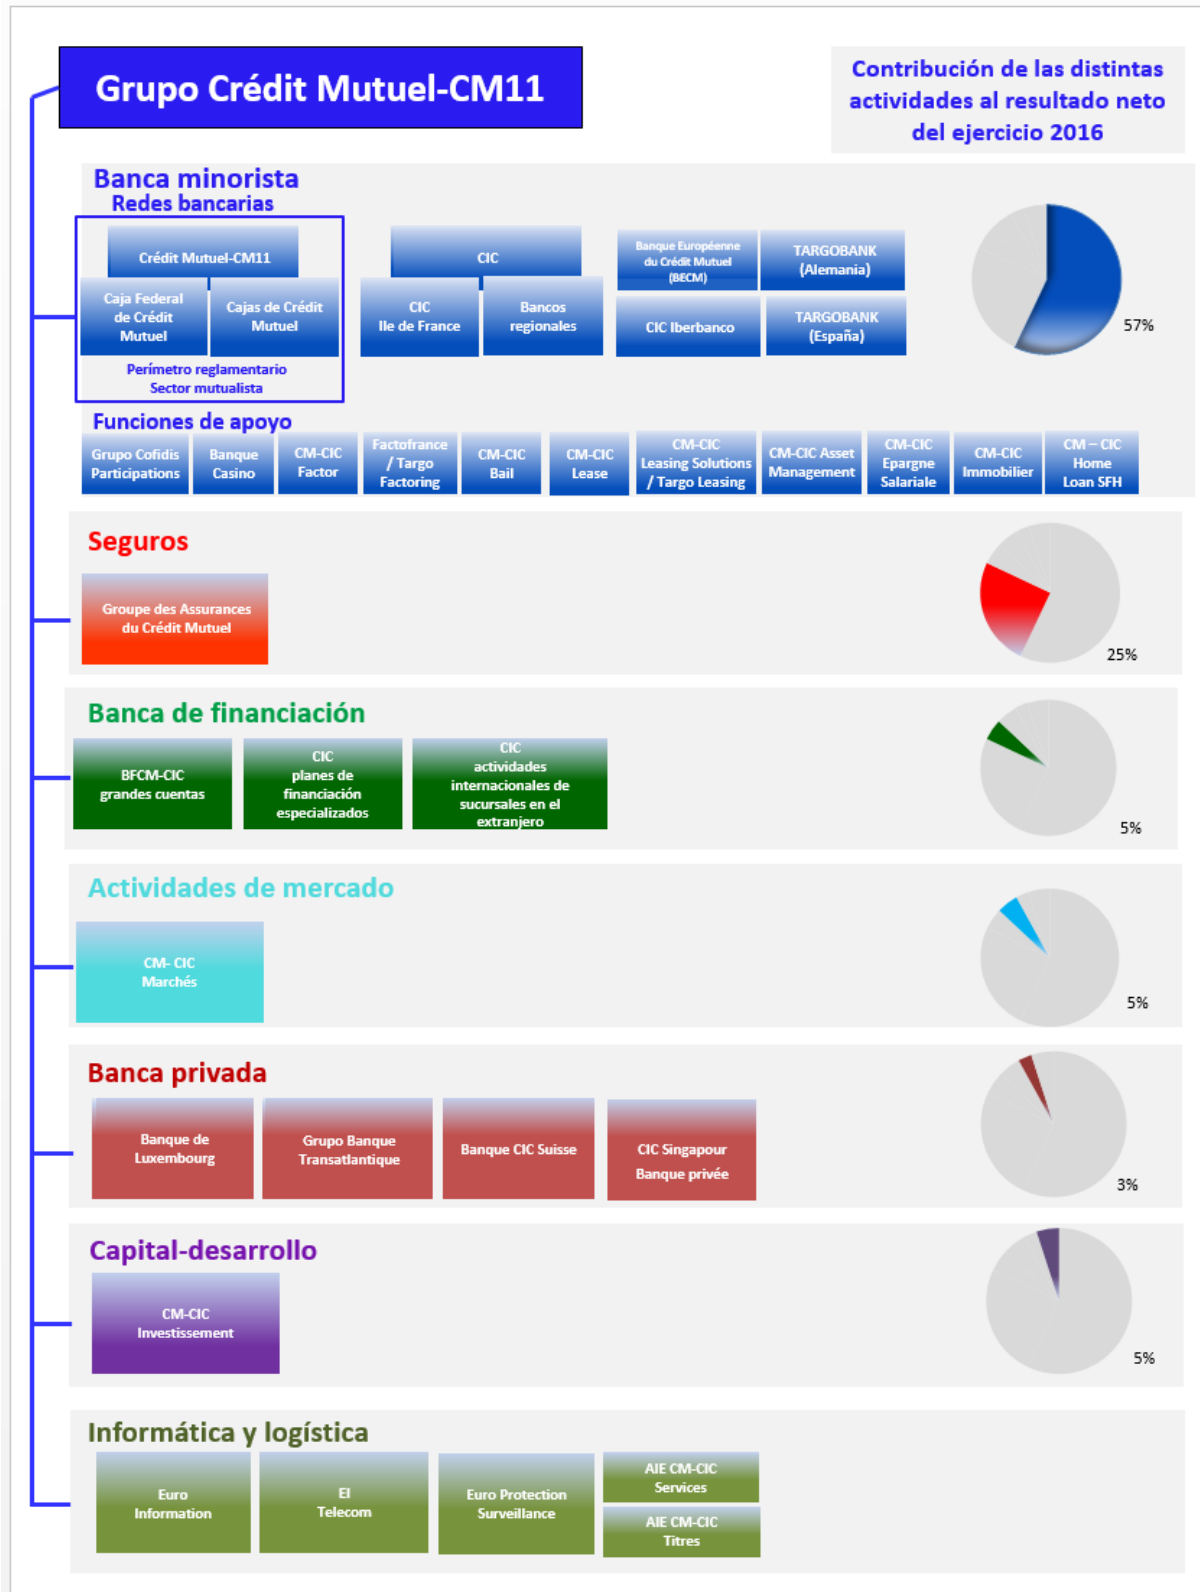 Grupo Crédit Mutuel-CM11
Contribución de las distintas
actividades al resultado neto
del ejercicio 2016
Banca minorista
Redes bancarias
Crédit Mutuel-CM11
Caja Federal
de Crédit
Mutuel
Cajas de Crédit
Mutuel
Perímetro reglamentario
Sector mutualista
CIC
CIC
Ile de France
Bancos
regionales
Banque Européenne
du Crédit Mutuel
(BECM)
TARGOBANK
(Alemania)
CIC Iberbanco
TARGOBANK
(España)
57%
Funciones de apoyo
Grupo Cofidis
Participations
Banque
Casino
CM-CIC
Factor
Factofrance
/ Targo
Factoring
CM-CIC
Bail
CM-CIC
Lease
CM-CIC
Leasing Solutions
/ Targo Leasing
CM-CIC Asset
Management
CM-CIC
Epargne
Salariale
CM-CIC
Immobilier
CM – CIC
Home
Loan SFH
Seguros
Groupe des Assurances
du Crédit Mutuel
25%
Banca de financiación
BFCM-CIC
grandes cuentas
CIC
planes de
financiación
especializados
CIC
actividades
internacionales de
sucursales en el
extranjero
5%
Actividades de mercado
CM- CIC
Marchés
5%
Banca privada
Banque de
Luxembourg
Grupo Banque
Transatlantique
Banque CIC Suisse
CIC Singapour
Banque privée
3%
Capital-desarrollo
CM-CIC
Investissement
5%
Informática y logística
Euro
Information
EI
Telecom
Euro Protection
Surveillance
AIE CM-CIC
Services
AIE CM-CIC
Titres